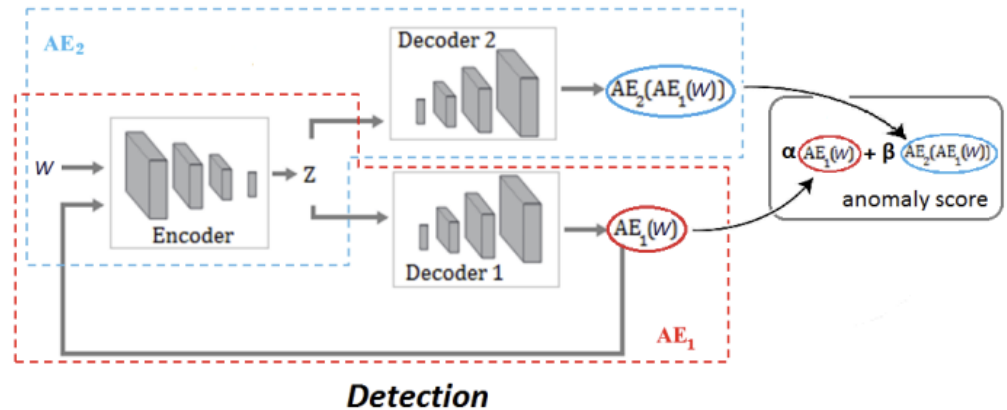 AE₂
Decoder 2
AE₂(AE₁(W))
W
Encoder
Z
Decoder 1
AE₁(W)
AE₁
α AE₁(W) + β AE₂(AE₁(W))
anomaly score
Detection